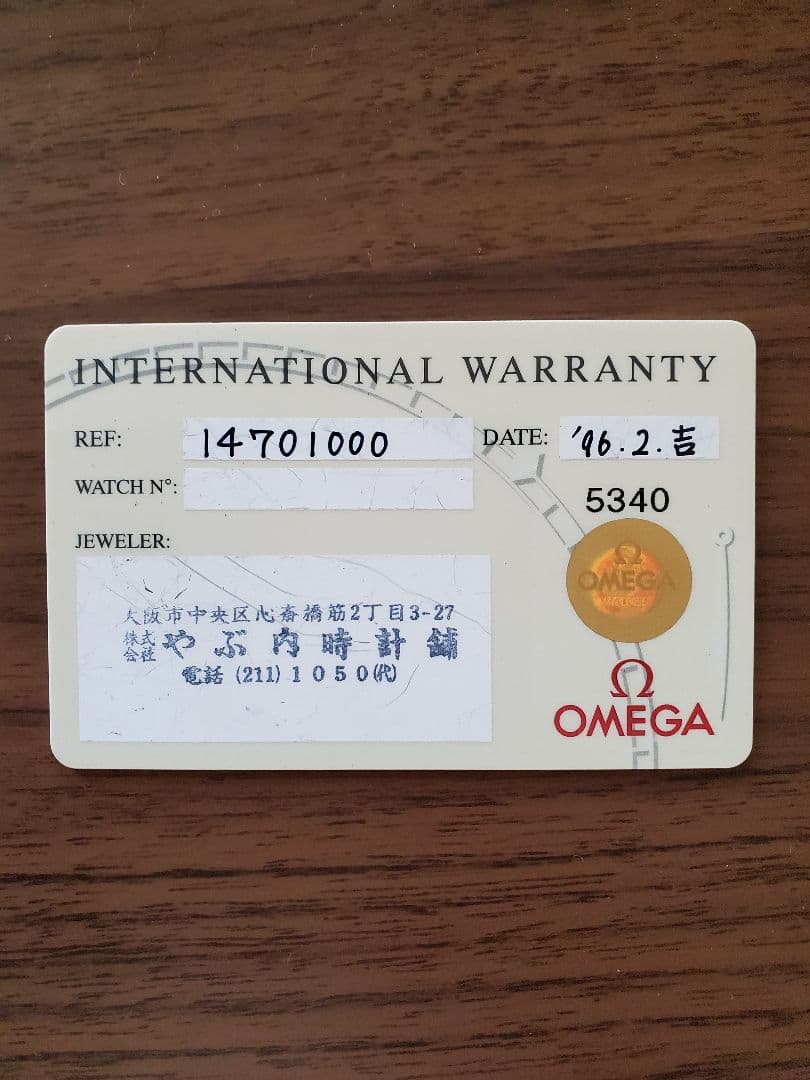 INTERNATIONAL WARRANTY
REF: 14701000 DATE: '96.2.吉
WATCH N°:
5340
JEWELER:
大阪市中央区心斎橋筋2丁目3-27
株式会社 やぶ内時計舗
電話 (211) 1050(代)
Ω
OMEGA
Ω
OMEGA